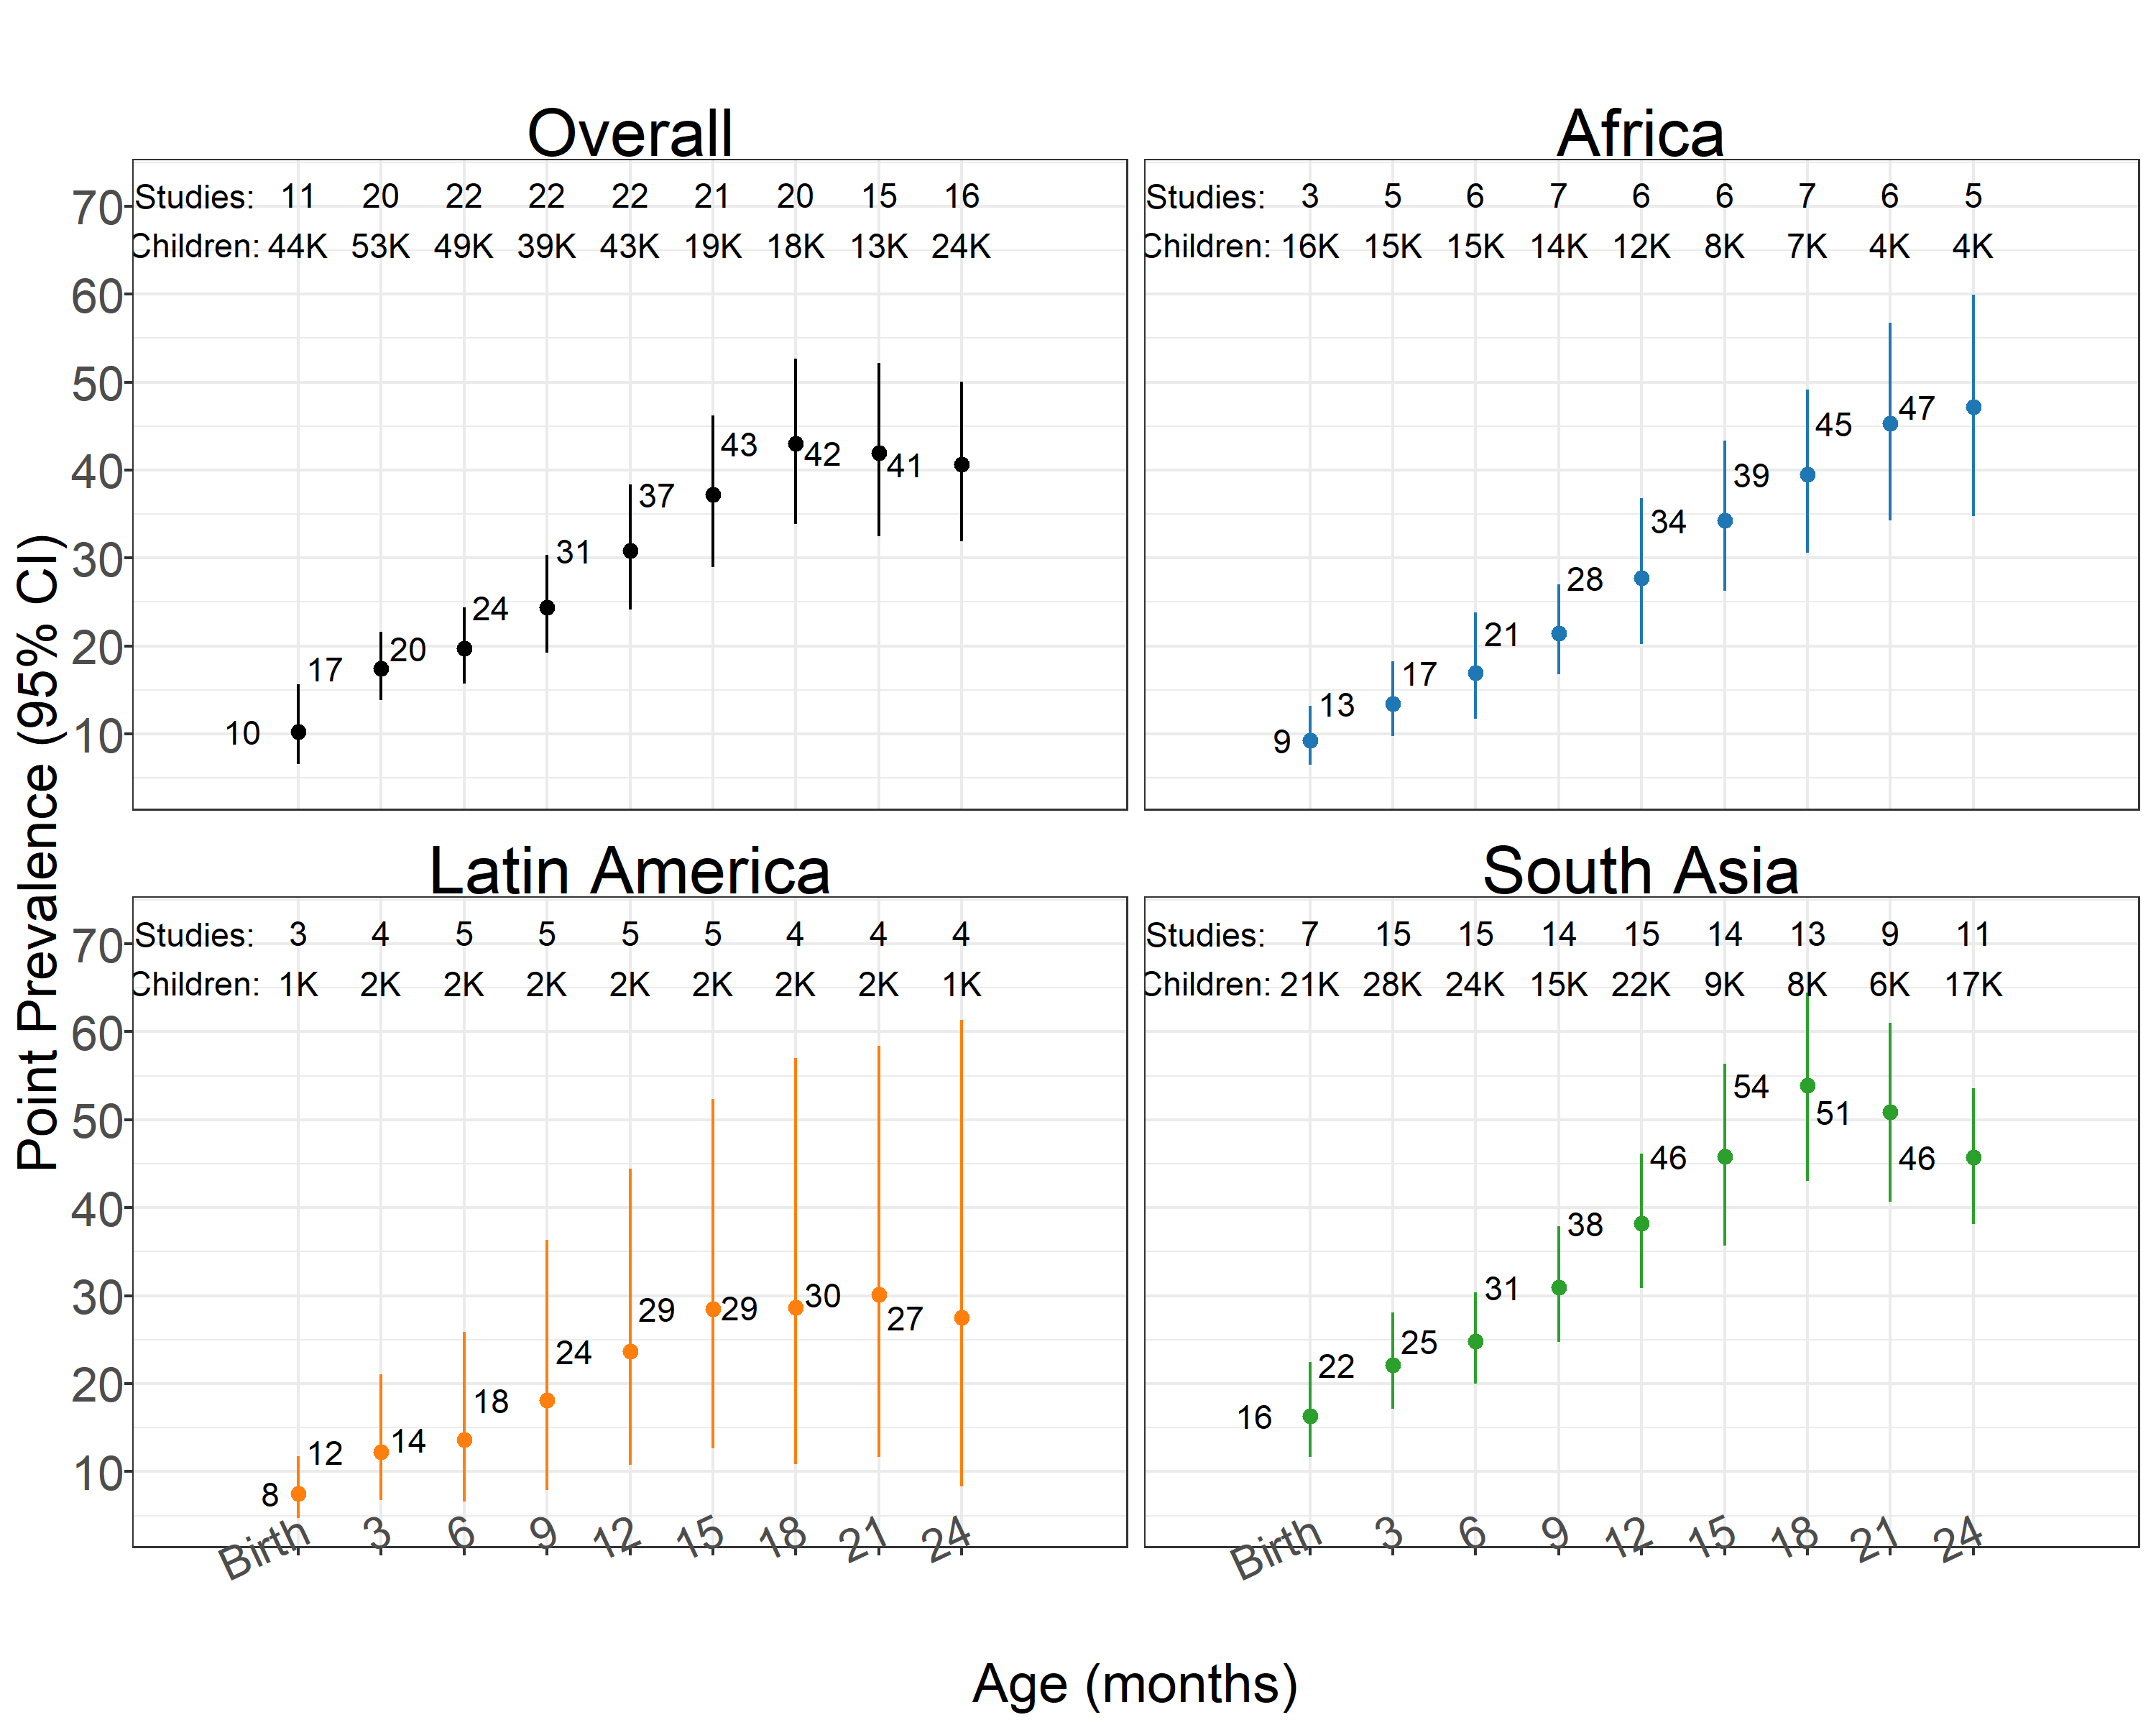 Overall
Studies: 11 20 22 22 22 21 20 15 16
Children: 44K 53K 49K 39K 43K 19K 18K 13K 24K
70
60
50
40
30
20
10
10 17 20 24 31 37 43 42 41
Africa
Studies: 3 5 6 7 6 6 7 6 5
Children: 16K 15K 15K 14K 12K 8K 7K 4K 4K
9 13 17 21 28 34 39 45 47
Latin America
Studies: 3 4 5 5 5 5 4 4 4
Children: 1K 2K 2K 2K 2K 2K 2K 2K 1K
70
60
50
40
30
20
10
8 12 14 18 24 29 29 30 27
Birth 3 6 9 12 15 18 21 24
South Asia
Studies: 7 15 15 14 15 14 13 9 11
Children: 21K 28K 24K 15K 22K 9K 8K 6K 17K
16 22 25 31 38 46 54 51 46
Birth 3 6 9 12 15 18 21 24
Point Prevalence (95% CI)
Age (months)